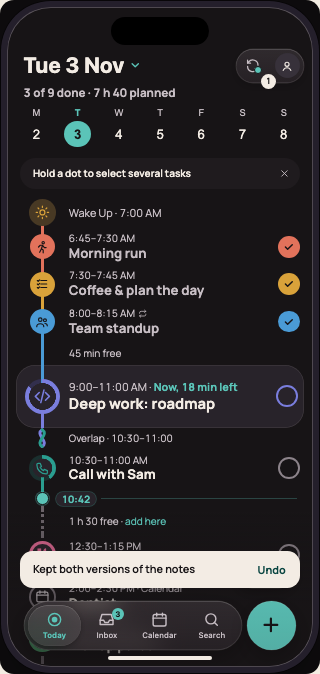 Tue 3 Nov
1
3 of 9 done · 7 h 40 planned
M T W T F S S
2 3 4 5 6 7 8
Hold a dot to select several tasks
Wake Up · 7:00 AM
6:45–7:30 AM
Morning run
7:30–7:45 AM
Coffee & plan the day
8:00–8:15 AM
Team standup
45 min free
9:00–11:00 AM · Now, 18 min left
Deep work: roadmap
Overlap · 10:30–11:00
10:30–11:00 AM
Call with Sam
10:42
1 h 30 free · add here
12:30–1:15 PM
Kept both versions of the notes Undo
3
Today Inbox Calendar Search